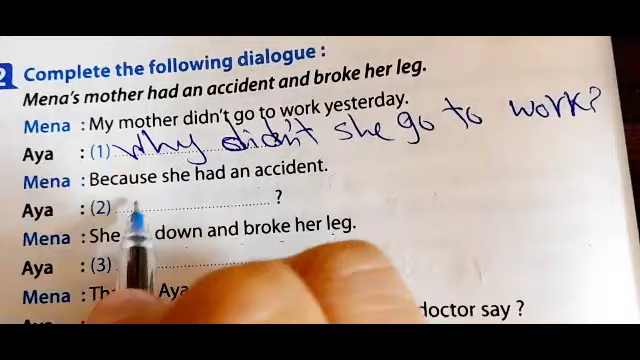 2 Complete the following dialogue :
Mena's mother had an accident and broke her leg.
Mena : My mother didn't go to work yesterday.
Aya : (1) Why didn't she go to work?
Mena : Because she had an accident.
Aya : (2) ........................................ ?
Mena : She down and broke her leg.
Aya : (3)
Mena : Aya
doctor say ?